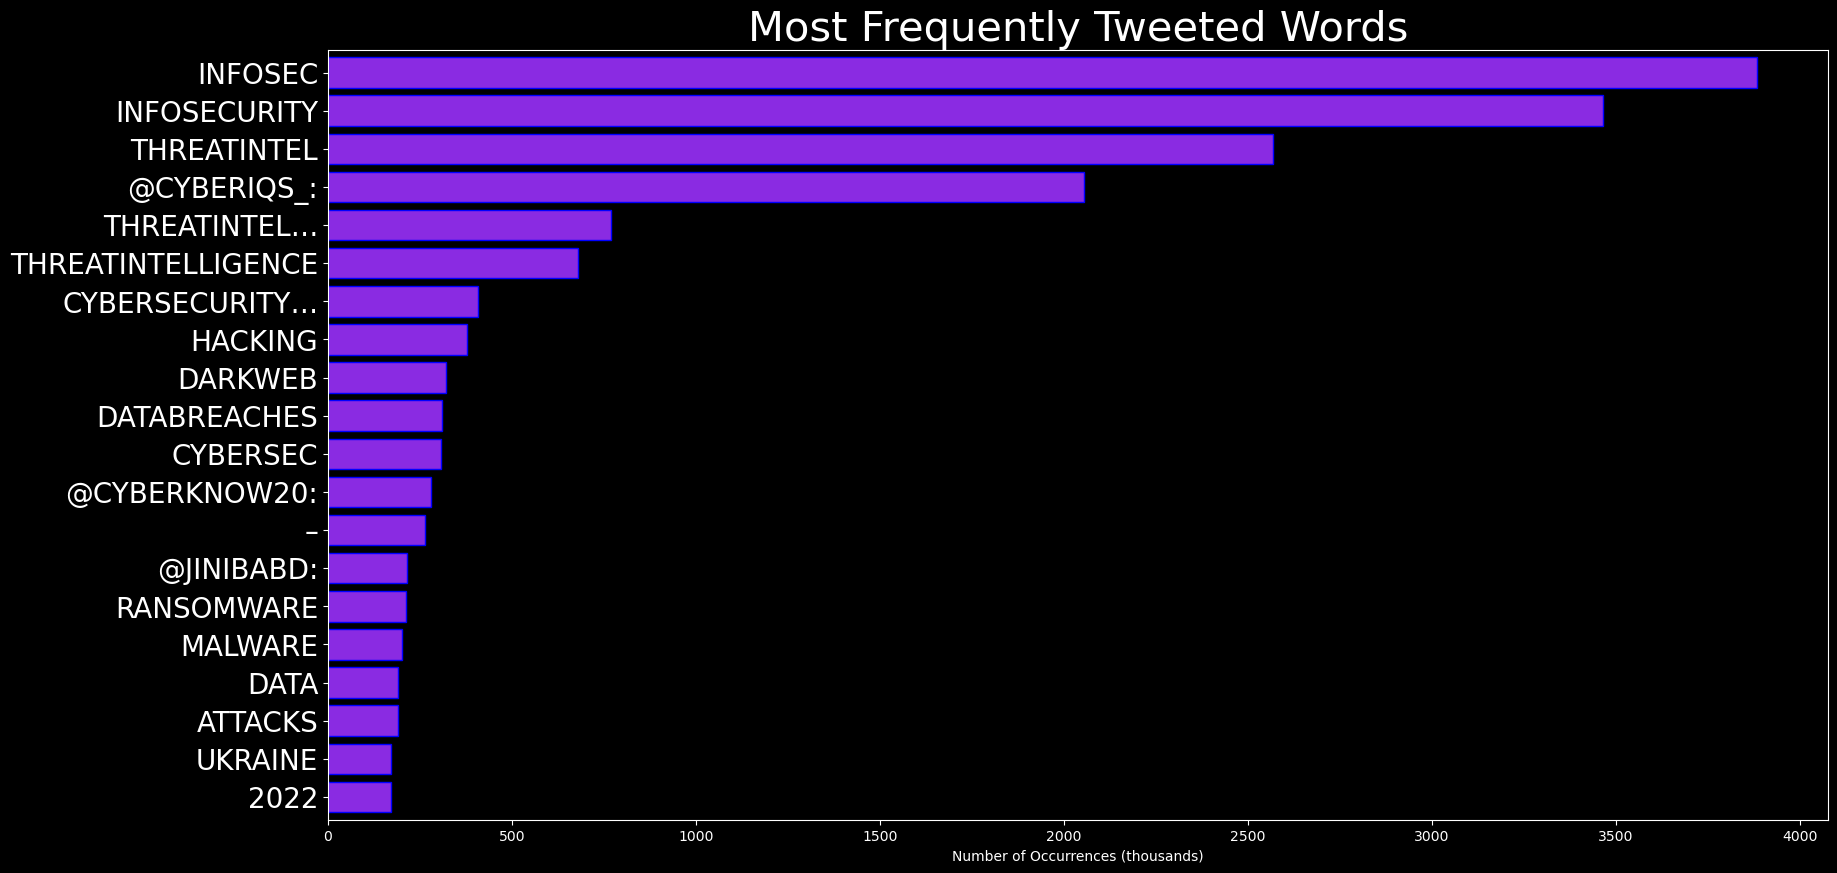 Most Frequently Tweeted Words
INFOSEC
INFOSECURITY
THREATINTEL
@CYBERIQS_:
THREATINTEL…
THREATINTELLIGENCE
CYBERSECURITY…
HACKING
DARKWEB
DATABREACHES
CYBERSEC
@CYBERKNOW20:
–
@JINIBABD:
RANSOMWARE
MALWARE
DATA
ATTACKS
UKRAINE
2022
0 500 1000 1500 2000 2500 3000 3500 4000
Number of Occurrences (thousands)